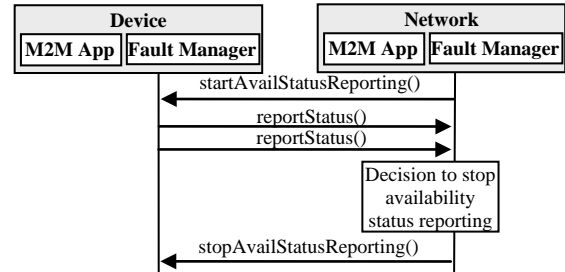 Device
Network
M2M App
Fault Manager
M2M App
Fault Manager
startAvailStatusReporting()
reportStatus()
reportStatus()
Decision to stop
availability
status reporting
stopAvailStatusReporting()